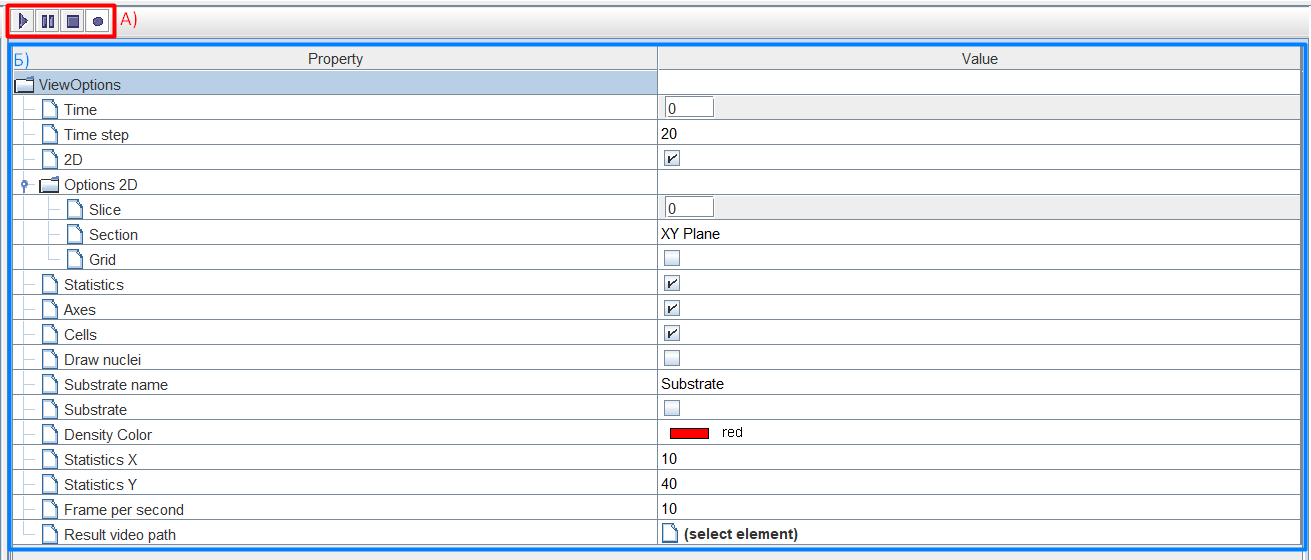 А)
Б) Property Value
ViewOptions
Time 0
Time step 20
2D
Options 2D
Slice 0
Section XY Plane
Grid
Statistics
Axes
Cells
Draw nuclei
Substrate name Substrate
Substrate
Density Color red
Statistics X 10
Statistics Y 40
Frame per second 10
Result video path (select element)